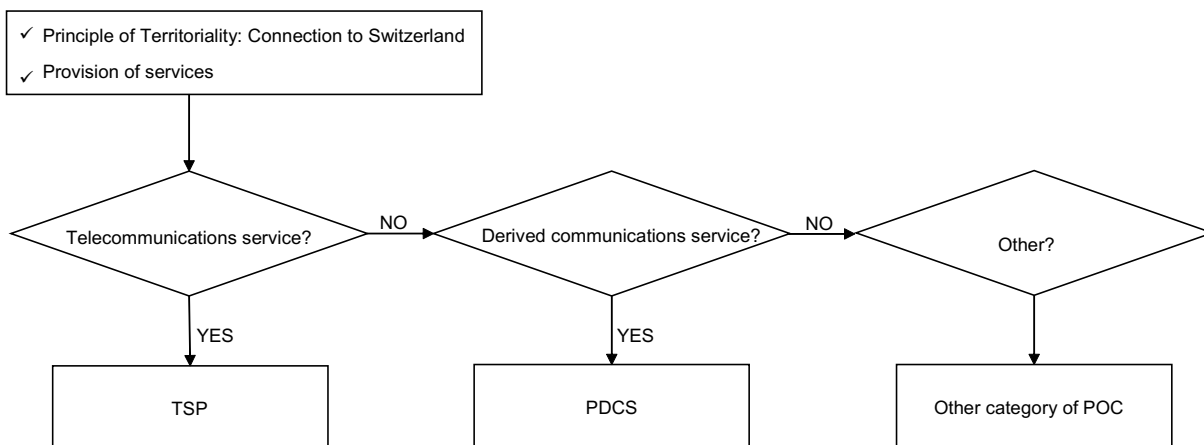 ✓ Principle of Territoriality: Connection to Switzerland
✓ Provision of services
Telecommunications service?
NO
Derived communications service?
NO
Other?
YES
YES
TSP
PDCS
Other category of POC